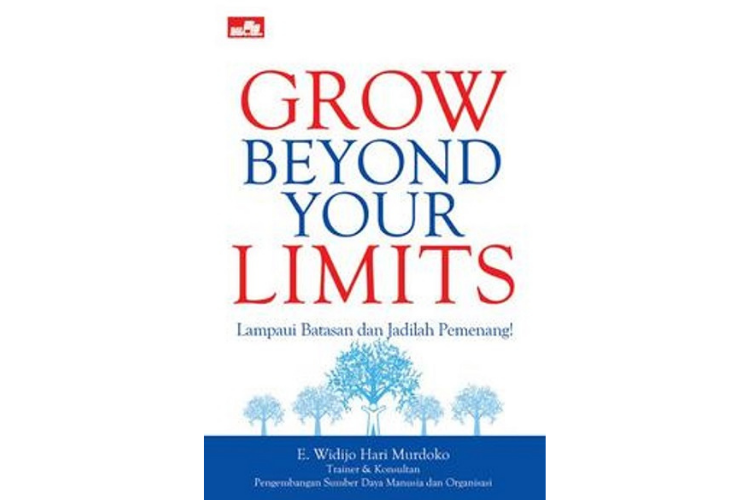 GROW
BEYOND
YOUR
LIMITS
Lampaui Batasan dan Jadilah Pemenang!
E. Widijo Hari Murdoko
Trainer & Konsultan
Pengembangan Sumber Daya Manusia dan Organisasi